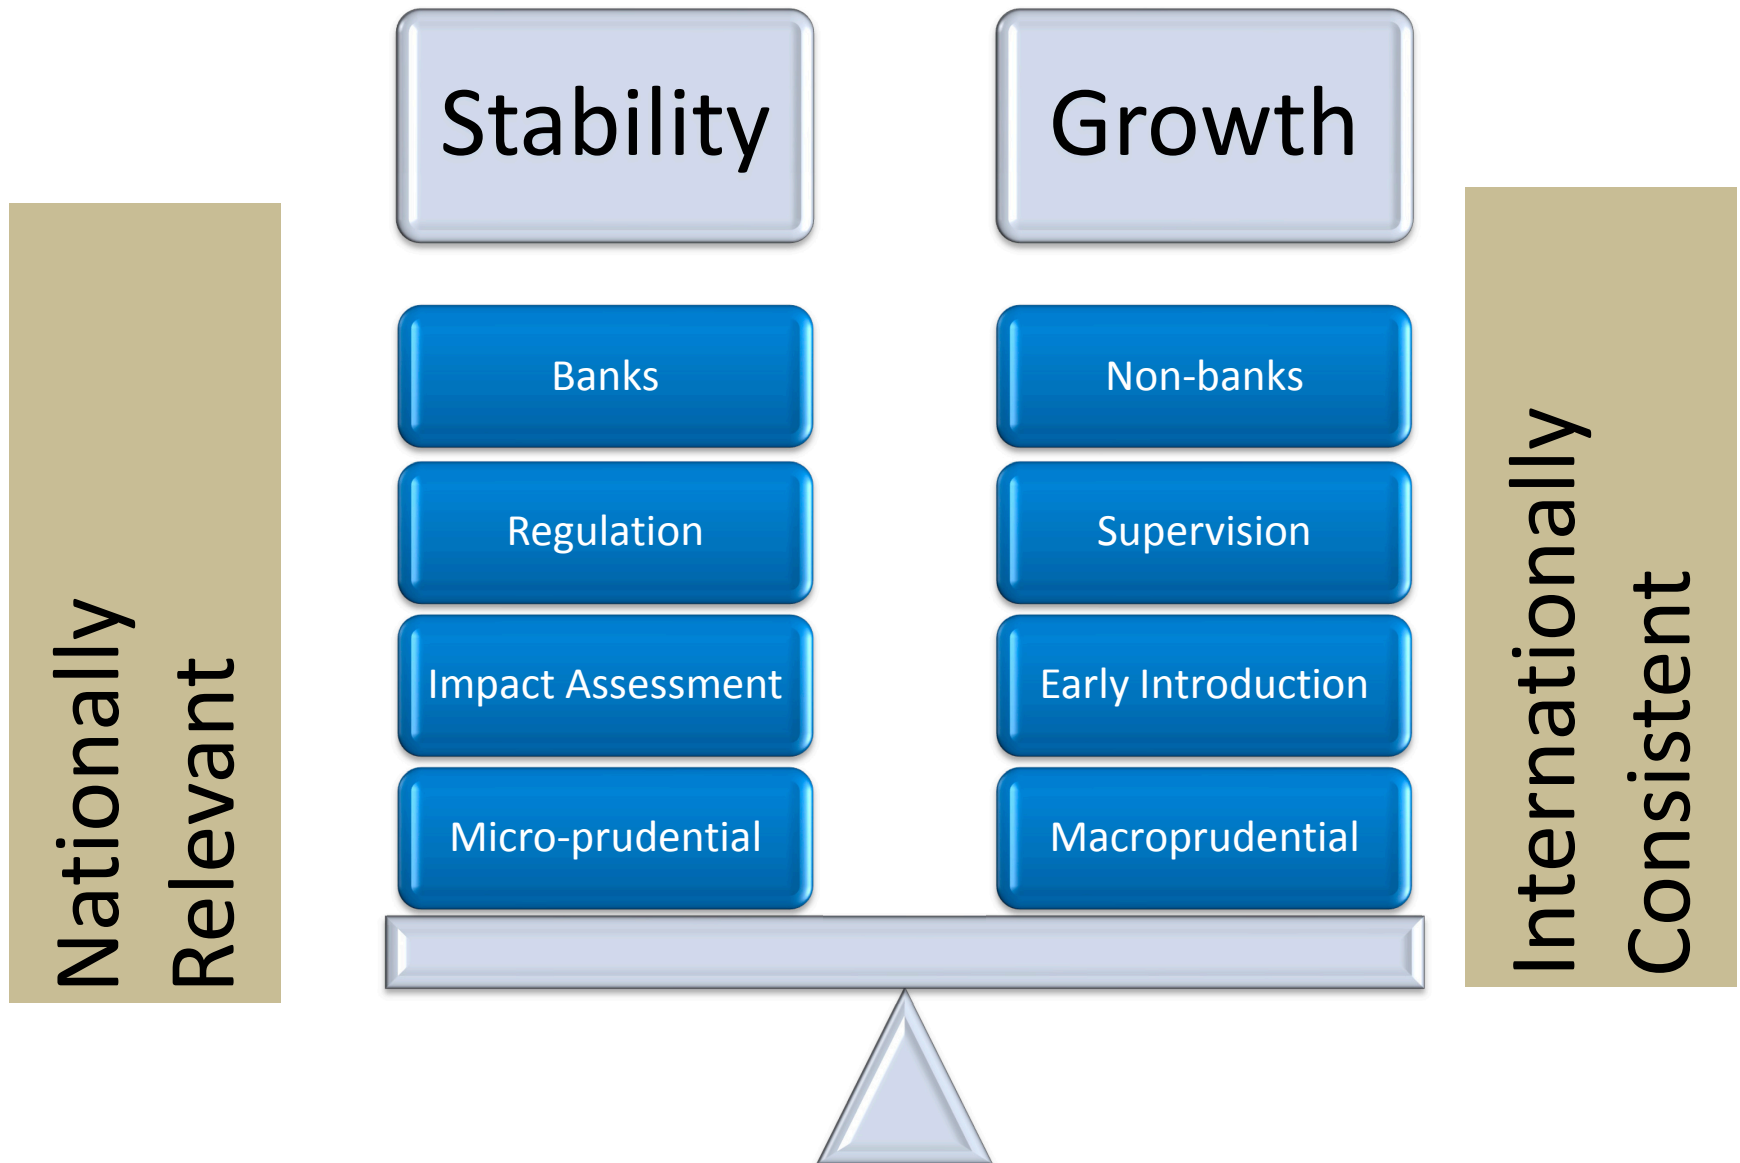 Stability
Growth
Nationally
Relevant
Banks
Non-banks
Regulation
Supervision
Impact Assessment
Early Introduction
Micro-prudential
Macroprudential
Internationally
Consistent